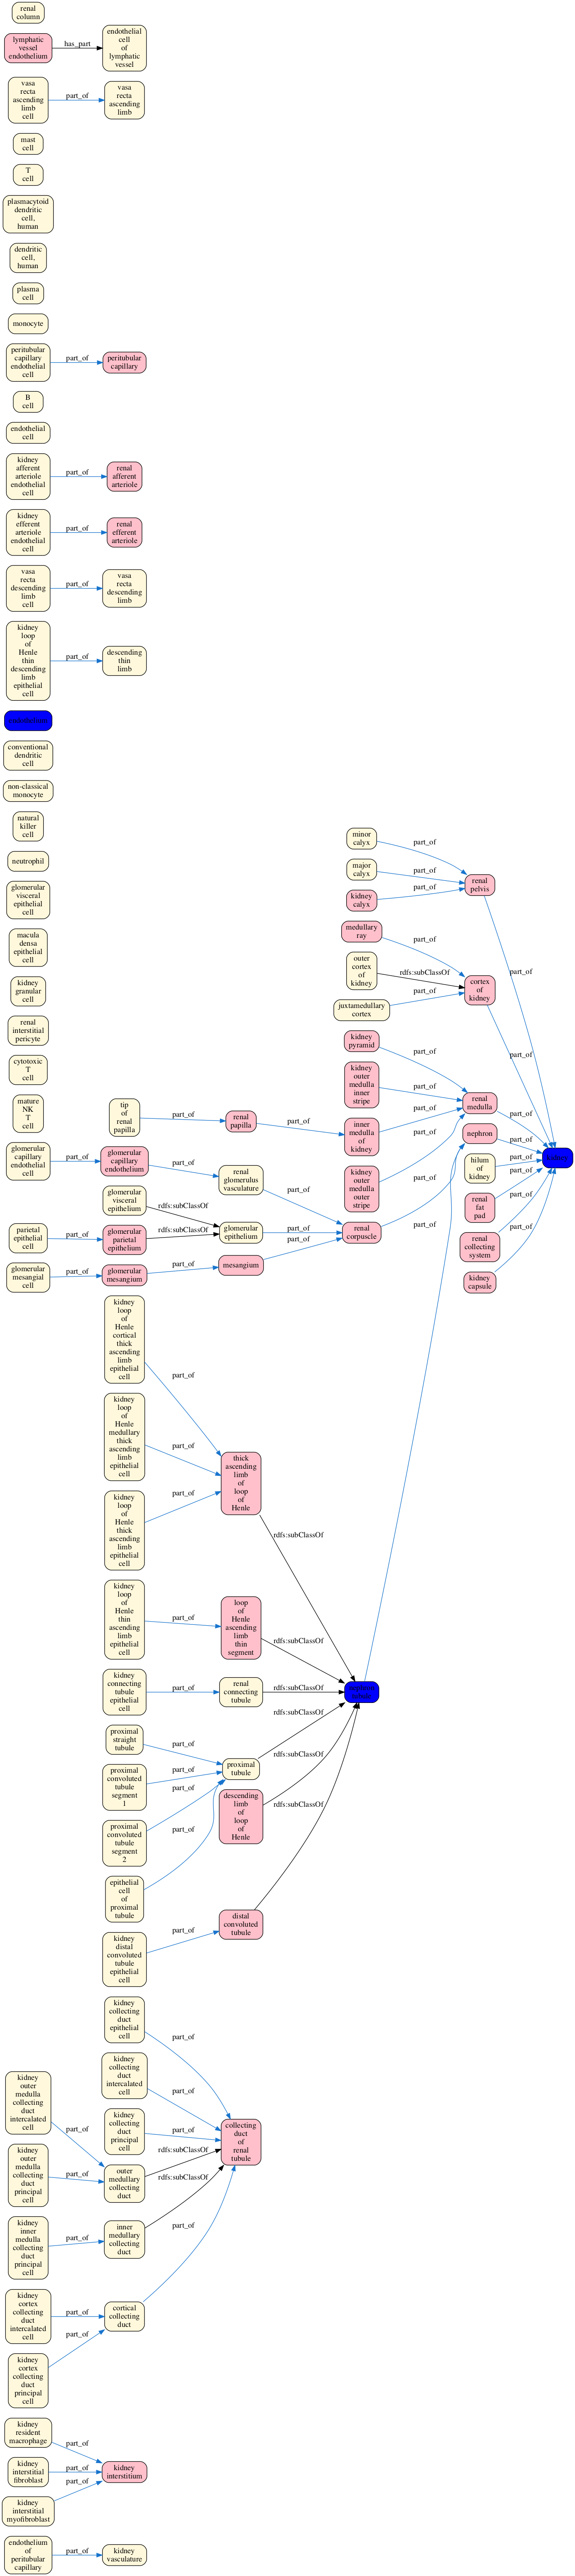 renal
column
lymphatic
vessel
endothelium
has_part
endothelial
cell
of
lymphatic
vessel
vasa
recta
ascending
limb
cell
part_of
vasa
recta
ascending
limb
mast
cell
T
cell
plasmacytoid
dendritic
cell,
human
dendritic
cell,
human
plasma
cell
monocyte
peritubular
capillary
endothelial
cell
part_of
peritubular
capillary
B
cell
endothelial
cell
kidney
afferent
arteriole
endothelial
cell
part_of
renal
afferent
arteriole
kidney
efferent
arteriole
endothelial
cell
part_of
renal
efferent
arteriole
vasa
recta
descending
limb
cell
part_of
vasa
recta
descending
limb
kidney
loop
of
Henle
thin
descending
limb
epithelial
cell
part_of
descending
thin
limb
conventional
dendritic
cell
non-classical
monocyte
natural
killer
cell
neutrophil
glomerular
visceral
epithelial
cell
macula
densa
epithelial
cell
kidney
granular
cell
renal
interstitial
pericyte
cytotoxic
T
cell
mature
NK
T
cell
minor
calyx
part_of
major
calyx
part_of
kidney
calyx
part_of
renal
pelvis
part_of
medullary
ray
part_of
outer
cortex
of
kidney
rdfs:subClassOf
juxtamedullary
cortex
part_of
cortex
of
kidney
part_of
kidney
pyramid
part_of
kidney
outer
medulla
inner
stripe
part_of
renal
medulla
part_of
tip
of
renal
papilla
part_of
renal
papilla
part_of
inner
medulla
of
kidney
part_of
kidney
outer
medulla
outer
stripe
part_of
nephron
part_of
hilum
of
kidney
part_of
renal
fat
pad
part_of
renal
collecting
system
part_of
kidney
capsule
part_of
glomerular
capillary
endothelial
cell
part_of
glomerular
capillary
endothelium
part_of
renal
glomerulus
vasculature
part_of
glomerular
visceral
epithelium
rdfs:subClassOf
parietal
epithelial
cell
part_of
glomerular
parietal
epithelium
rdfs:subClassOf
glomerular
epithelium
part_of
renal
corpuscle
part_of
glomerular
mesangial
cell
part_of
glomerular
mesangium
part_of
mesangium
part_of
kidney
loop
of
Henle
cortical
thick
ascending
limb
epithelial
cell
part_of
kidney
loop
of
Henle
medullary
thick
ascending
limb
epithelial
cell
part_of
kidney
loop
of
Henle
thick
ascending
limb
epithelial
cell
part_of
thick
ascending
limb
of
loop
of
Henle
rdfs:subClassOf
kidney
loop
of
Henle
thin
ascending
limb
epithelial
cell
part_of
loop
of
Henle
ascending
limb
thin
segment
rdfs:subClassOf
kidney
connecting
tubule
epithelial
cell
part_of
renal
connecting
tubule
rdfs:subClassOf
proximal
straight
tubule
part_of
proximal
convoluted
tubule
segment
1
part_of
proximal
convoluted
tubule
segment
2
part_of
epithelial
cell
of
proximal
tubule
part_of
proximal
tubule
rdfs:subClassOf
descending
limb
of
loop
of
Henle
rdfs:subClassOf
kidney
distal
convoluted
tubule
epithelial
cell
part_of
distal
convoluted
tubule
rdfs:subClassOf
kidney
collecting
duct
epithelial
cell
part_of
kidney
collecting
duct
intercalated
cell
part_of
kidney
collecting
duct
principal
cell
part_of
collecting
duct
of
renal
tubule
kidney
outer
medulla
collecting
duct
intercalated
cell
part_of
kidney
outer
medulla
collecting
duct
principal
cell
part_of
outer
medullary
collecting
duct
rdfs:subClassOf
kidney
inner
medulla
collecting
duct
principal
cell
part_of
inner
medullary
collecting
duct
rdfs:subClassOf
kidney
cortex
collecting
duct
intercalated
cell
part_of
kidney
cortex
collecting
duct
principal
cell
part_of
cortical
collecting
duct
part_of
kidney
resident
macrophage
part_of
kidney
interstitial
fibroblast
part_of
kidney
interstitial
myofibroblast
part_of
kidney
interstitium
endothelium
of
peritubular
capillary
part_of
kidney
vasculature